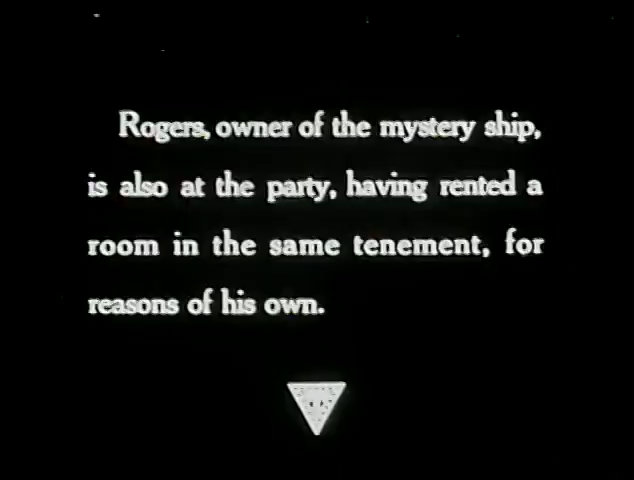 Rogers, owner of the mystery ship,
is also at the party, having rented a
room in the same tenement, for
reasons of his own.